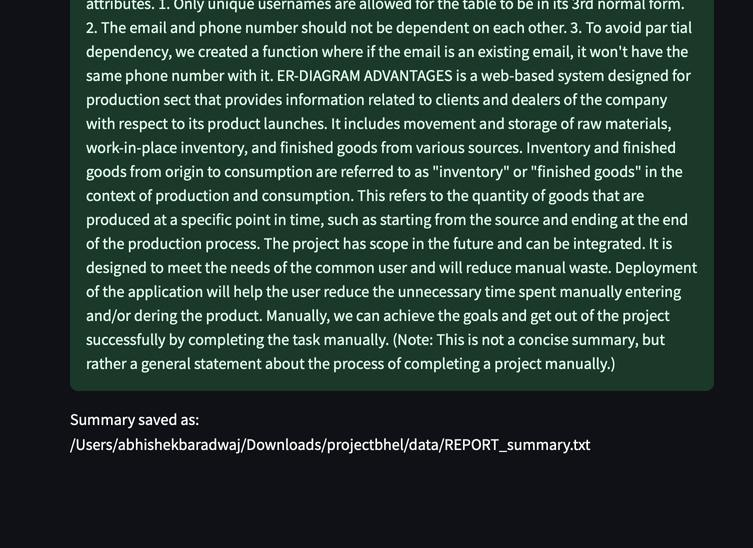 attributes. 1. Only unique usernames are allowed for the table to be in its 3rd normal form.
2. The email and phone number should not be dependent on each other. 3. To avoid par tial
dependency, we created a function where if the email is an existing email, it won't have the
same phone number with it. ER-DIAGRAM ADVANTAGES is a web-based system designed for
production sect that provides information related to clients and dealers of the company
with respect to its product launches. It includes movement and storage of raw materials,
work-in-place inventory, and finished goods from various sources. Inventory and finished
goods from origin to consumption are referred to as "inventory" or "finished goods" in the
context of production and consumption. This refers to the quantity of goods that are
produced at a specific point in time, such as starting from the source and ending at the end
of the production process. The project has scope in the future and can be integrated. It is
designed to meet the needs of the common user and will reduce manual waste. Deployment
of the application will help the user reduce the unnecessary time spent manually entering
and/or dering the product. Manually, we can achieve the goals and get out of the project
successfully by completing the task manually. (Note: This is not a concise summary, but
rather a general statement about the process of completing a project manually.)
Summary saved as:
/Users/abhishekbaradwaj/Downloads/projectbhel/data/REPORT_summary.txt